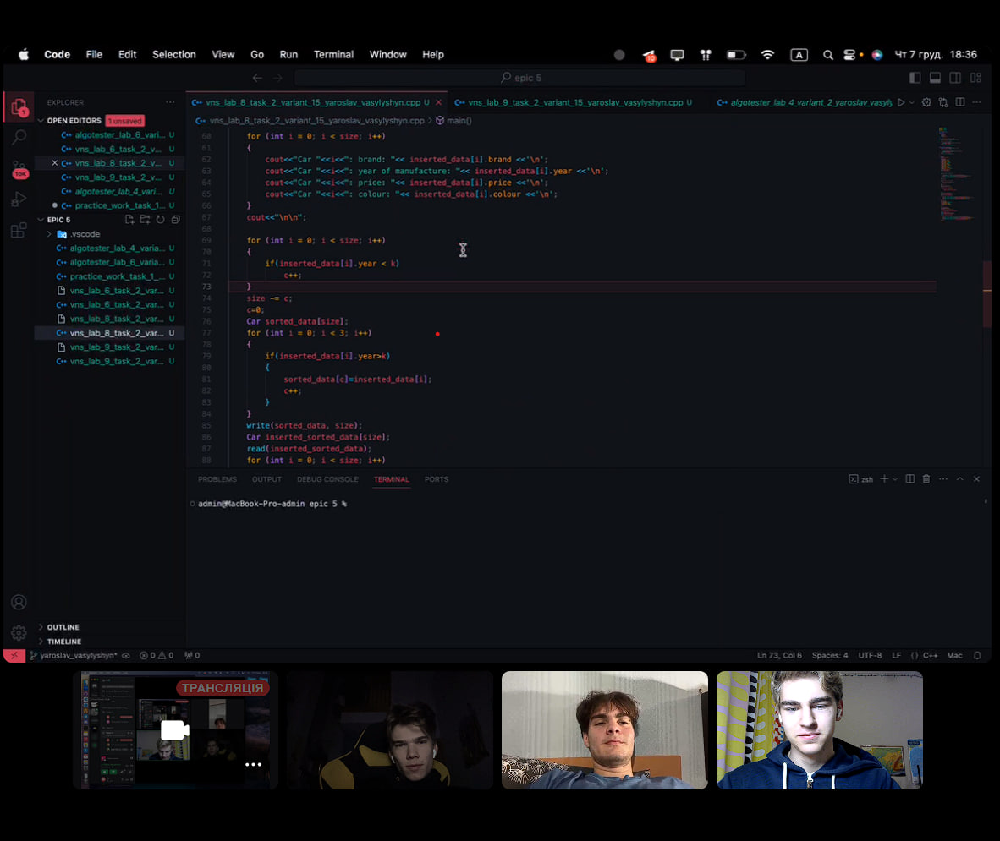 Code File Edit Selection View Go Run Terminal Window Help A Чт 7 груд. 18:36
epic 5
EXPLORER
OPEN EDITORS 1 unsaved
algotester_lab_6_vari... U
vns_lab_6_task_2_v... U
vns_lab_8_task_2_v... U
vns_lab_9_task_2_v... U
algotester_lab_4_vari... U
practice_work_task_1... U
EPIC 5
.vscode
algotester_lab_4_varia... U
algotester_lab_6_varia... U
practice_work_task_1_... U
vns_lab_6_task_2_var... U
vns_lab_6_task_2_var... U
vns_lab_8_task_2_var... U
vns_lab_8_task_2_var... U
vns_lab_9_task_2_var... U
vns_lab_9_task_2_var... U
OUTLINE
TIMELINE
1
10K
vns_lab_8_task_2_variant_15_yaroslav_vasylyshyn.cpp U
vns_lab_9_task_2_variant_15_yaroslav_vasylyshyn.cpp U
algotester_lab_4_variant_2_yaroslav_vasyly
vns_lab_8_task_2_variant_15_yaroslav_vasylyshyn.cpp > main()
60 for (int i = 0; i < size; i++)
61 {
62 cout<<"Car "<<i<<": brand: "<< inserted_data[i].brand <<'\n';
63 cout<<"Car "<<i<<": year of manufacture: "<< inserted_data[i].year <<'\n';
64 cout<<"Car "<<i<<": price: "<< inserted_data[i].price <<'\n';
65 cout<<"Car "<<i<<": colour: "<< inserted_data[i].colour <<'\n';
66 }
67 cout<<"\n\n";
68
69 for (int i = 0; i < size; i++)
70 {
71 if(inserted_data[i].year < k)
72 c++;
73 }
74 size -= c;
75 c=0;
76 Car sorted_data[size];
77 for (int i = 0; i < 3; i++)
78 {
79 if(inserted_data[i].year>k)
80 {
81 sorted_data[c]=inserted_data[i];
82 c++;
83 }
84 }
85 write(sorted_data, size);
86 Car inserted_sorted_data[size];
87 read(inserted_sorted_data);
88 for (int i = 0; i < size; i++)
PROBLEMS OUTPUT DEBUG CONSOLE TERMINAL PORTS zsh
admin@MacBook-Pro-admin epic 5 %
yaroslav_vasylyshyn* 0 0 0 Ln 73, Col 6 Spaces: 4 UTF-8 LF {} C++ Mac
ТРАНСЛЯЦІЯ